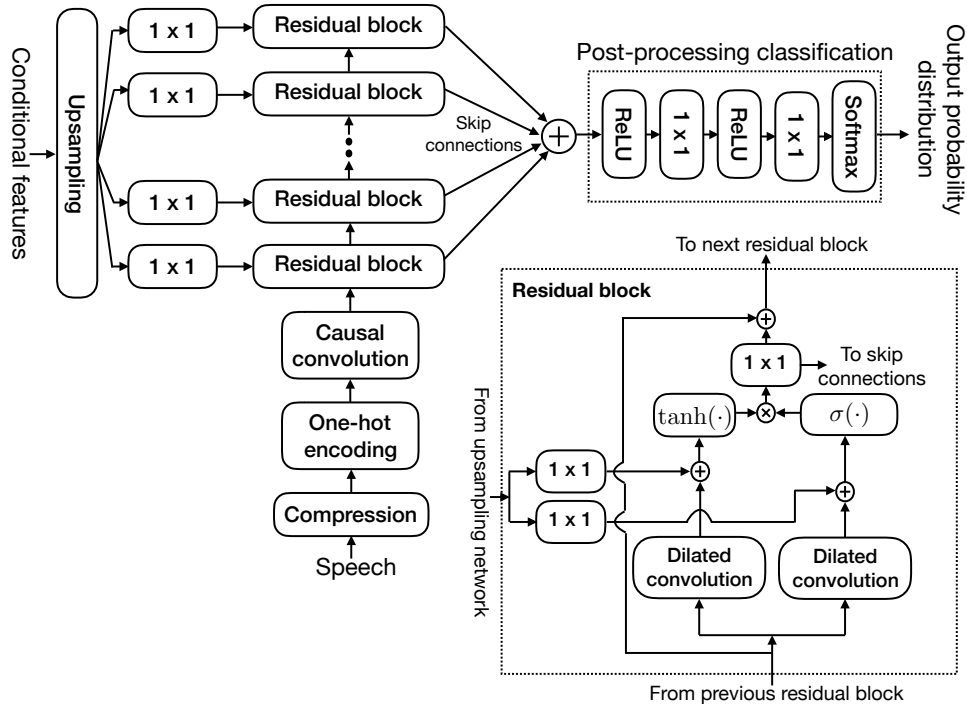 Conditional features
Upsampling
1 x 1
Residual block
1 x 1
Residual block
1 x 1
Residual block
1 x 1
Residual block
Skip
connections
+
Post-processing classification
ReLU
1 x 1
ReLU
1 x 1
Softmax
Output probability
distribution
Causal
convolution
One-hot
encoding
Compression
Speech
To next residual block
Residual block
+
1 x 1
To skip
connections
tanh(·)
×
σ(·)
From upsampling network
1 x 1
+
1 x 1
+
Dilated
convolution
Dilated
convolution
From previous residual block